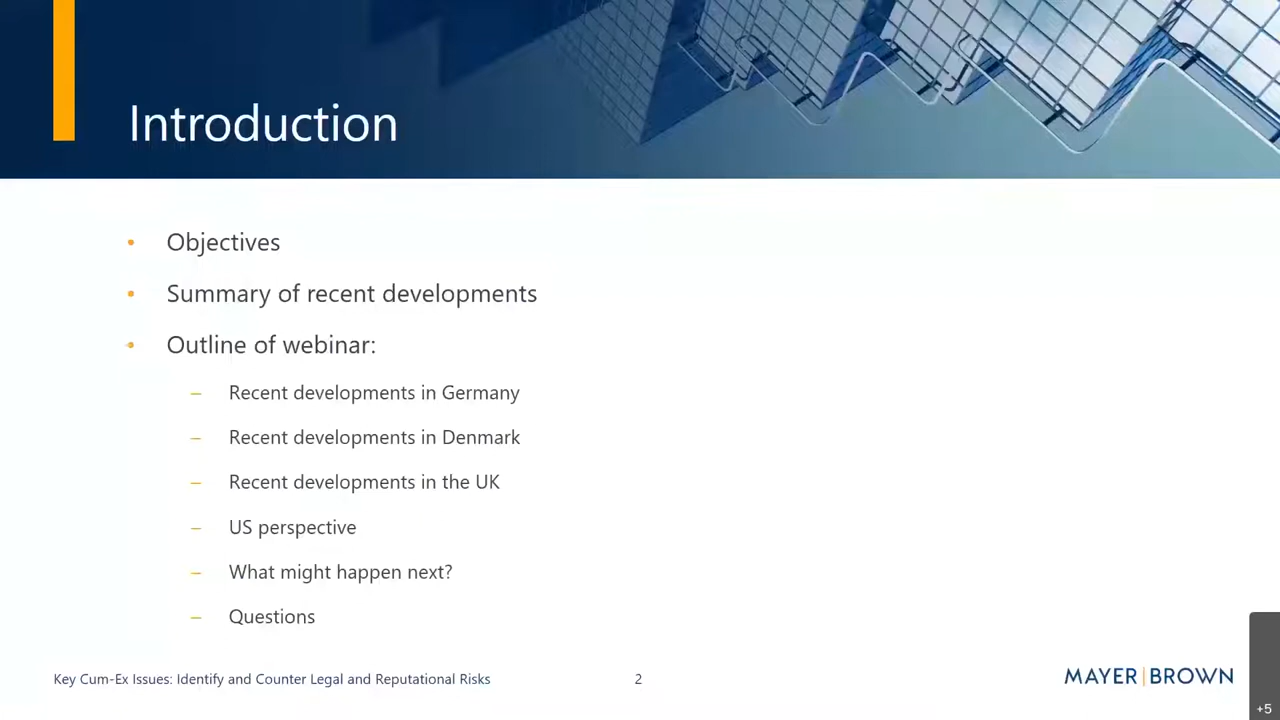 Introduction
• Objectives
• Summary of recent developments
• Outline of webinar:
– Recent developments in Germany
– Recent developments in Denmark
– Recent developments in the UK
– US perspective
– What might happen next?
– Questions
Key Cum-Ex Issues: Identify and Counter Legal and Reputational Risks
2
MAYER | BROWN
+5